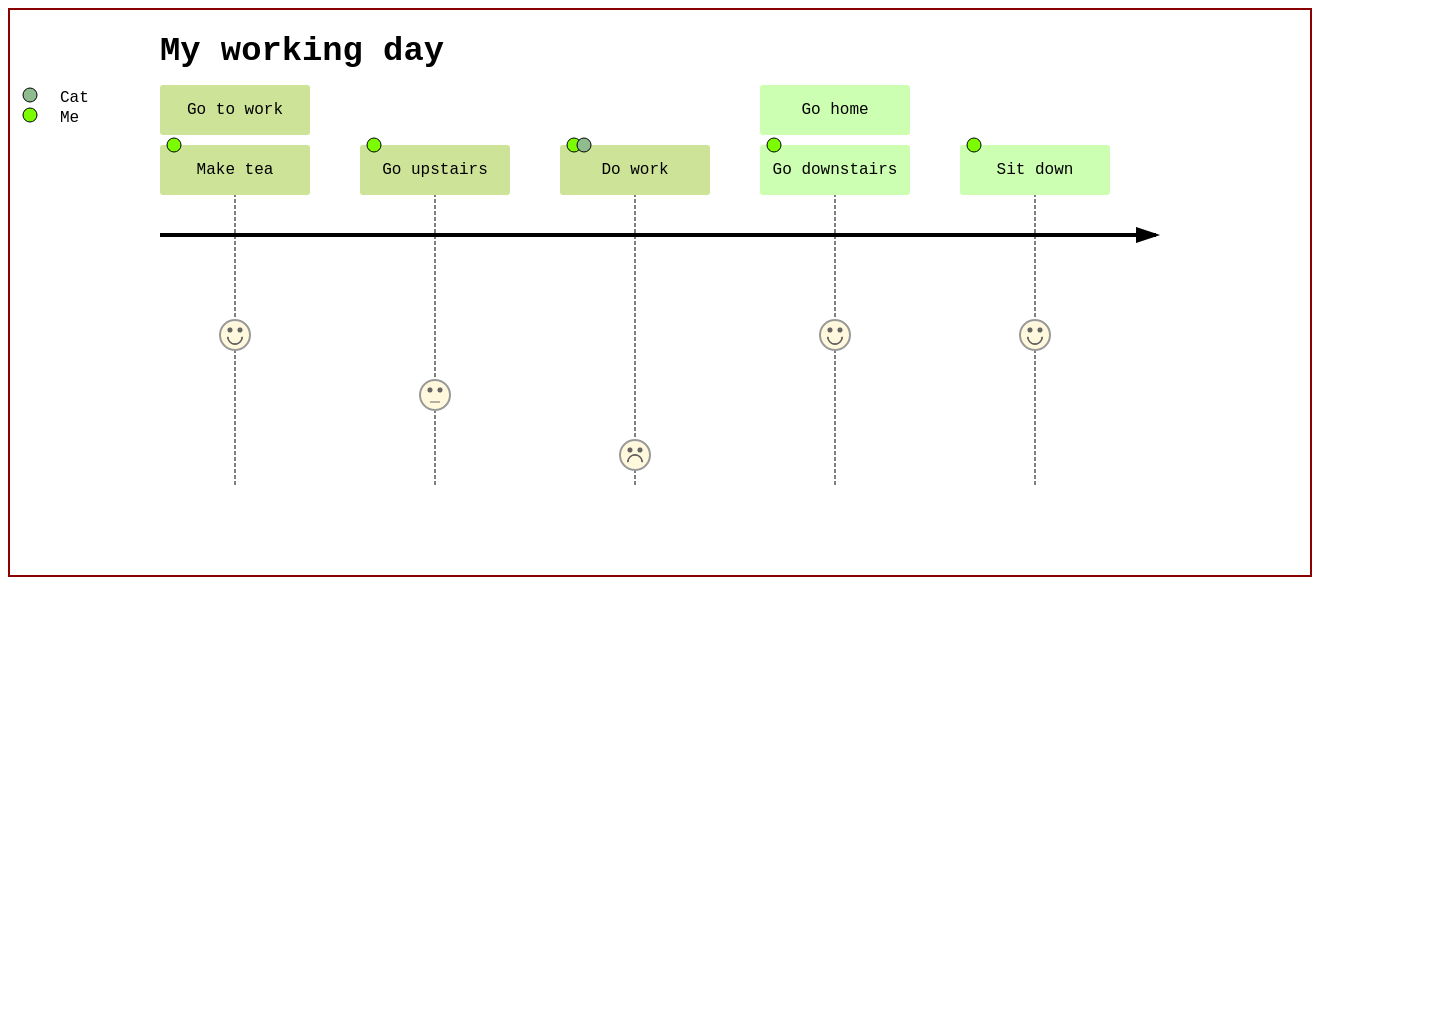 My working day
Cat
Me
Go to work
Go home
Make tea
Go upstairs
Do work
Go downstairs
Sit down